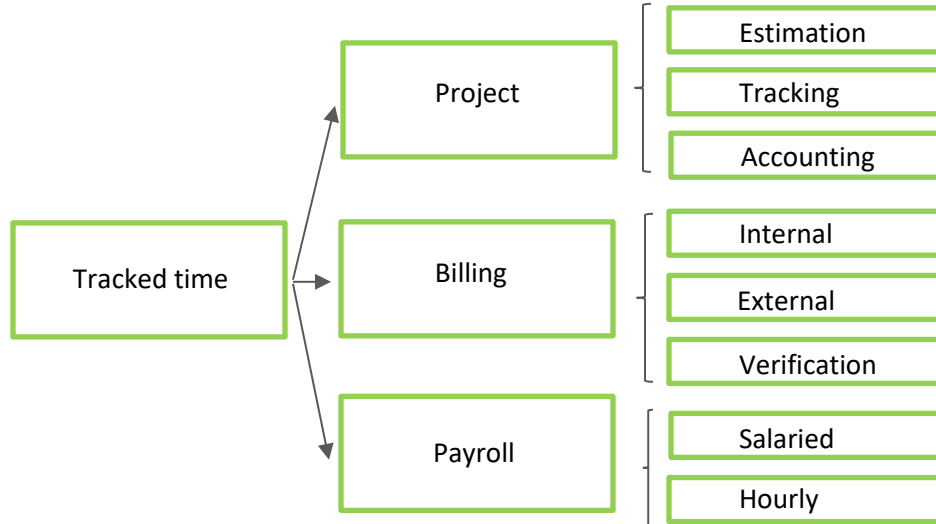 Tracked time
Project
Estimation
Tracking
Accounting
Billing
Internal
External
Verification
Payroll
Salaried
Hourly